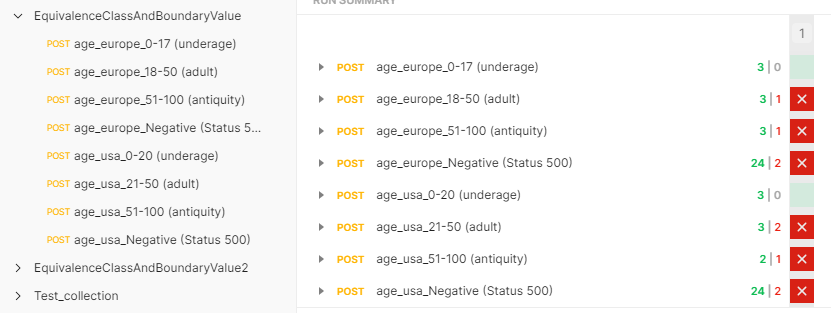 EquivalenceClassAndBoundaryValue
POST age_europe_0-17 (underage)
POST age_europe_18-50 (adult)
POST age_europe_51-100 (antiquity)
POST age_europe_Negative (Status 5...
POST age_usa_0-20 (underage)
POST age_usa_21-50 (adult)
POST age_usa_51-100 (antiquity)
POST age_usa_Negative (Status 500)
EquivalenceClassAndBoundaryValue2
Test_collection
RUN SUMMARY
1
POST age_europe_0-17 (underage) 3 | 0
POST age_europe_18-50 (adult) 3 | 1
POST age_europe_51-100 (antiquity) 3 | 1
POST age_europe_Negative (Status 500) 24 | 2
POST age_usa_0-20 (underage) 3 | 0
POST age_usa_21-50 (adult) 3 | 2
POST age_usa_51-100 (antiquity) 2 | 1
POST age_usa_Negative (Status 500) 24 | 2